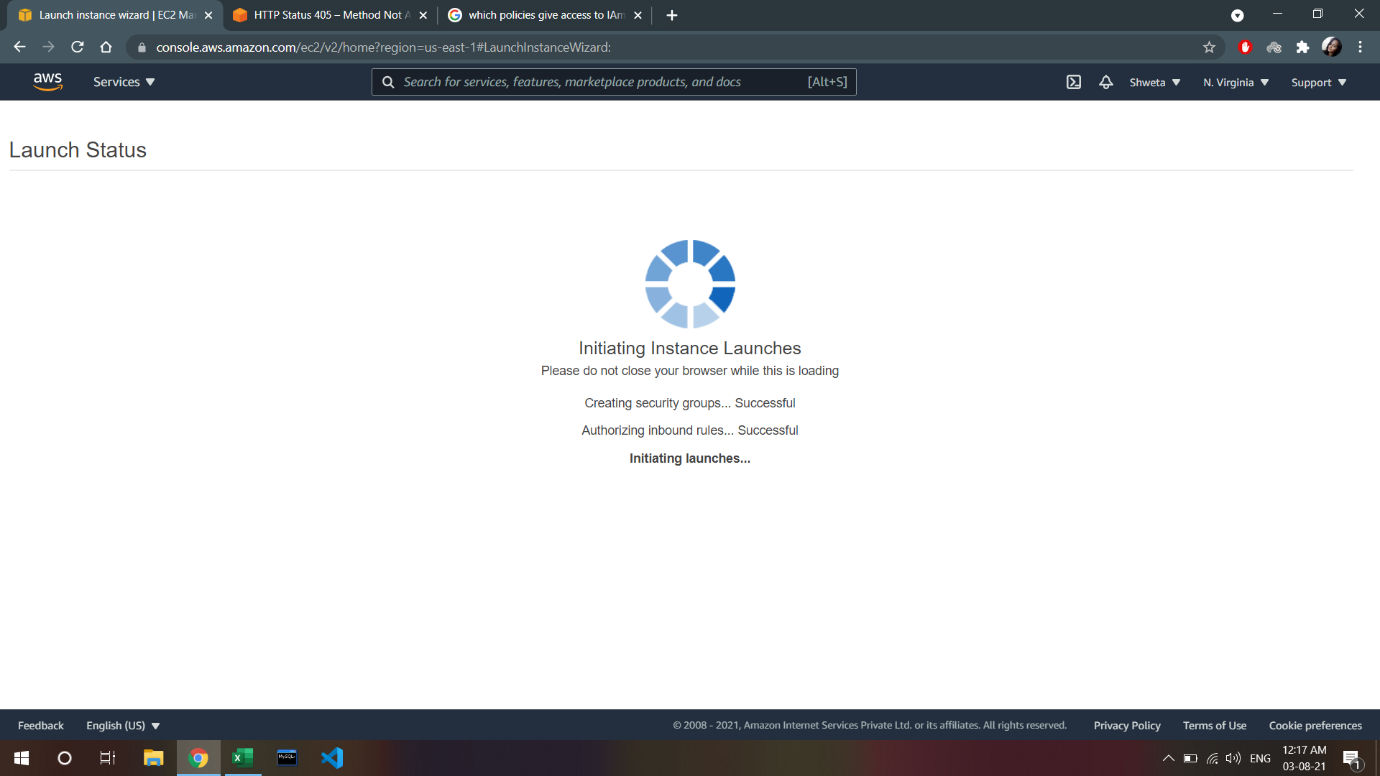 Launch instance wizard | EC2 Ma
HTTP Status 405 – Method Not A
which policies give access to IAm
console.aws.amazon.com/ec2/v2/home?region=us-east-1#LaunchInstanceWizard:
aws
Services
Search for services, features, marketplace products, and docs
[Alt+S]
Shweta
N. Virginia
Support
Launch Status
Initiating Instance Launches
Please do not close your browser while this is loading
Creating security groups... Successful
Authorizing inbound rules... Successful
Initiating launches...
Feedback
English (US)
© 2008 - 2021, Amazon Internet Services Private Ltd. or its affiliates. All rights reserved.
Privacy Policy
Terms of Use
Cookie preferences
MySQL
ENG
12:17 AM
03-08-21
1